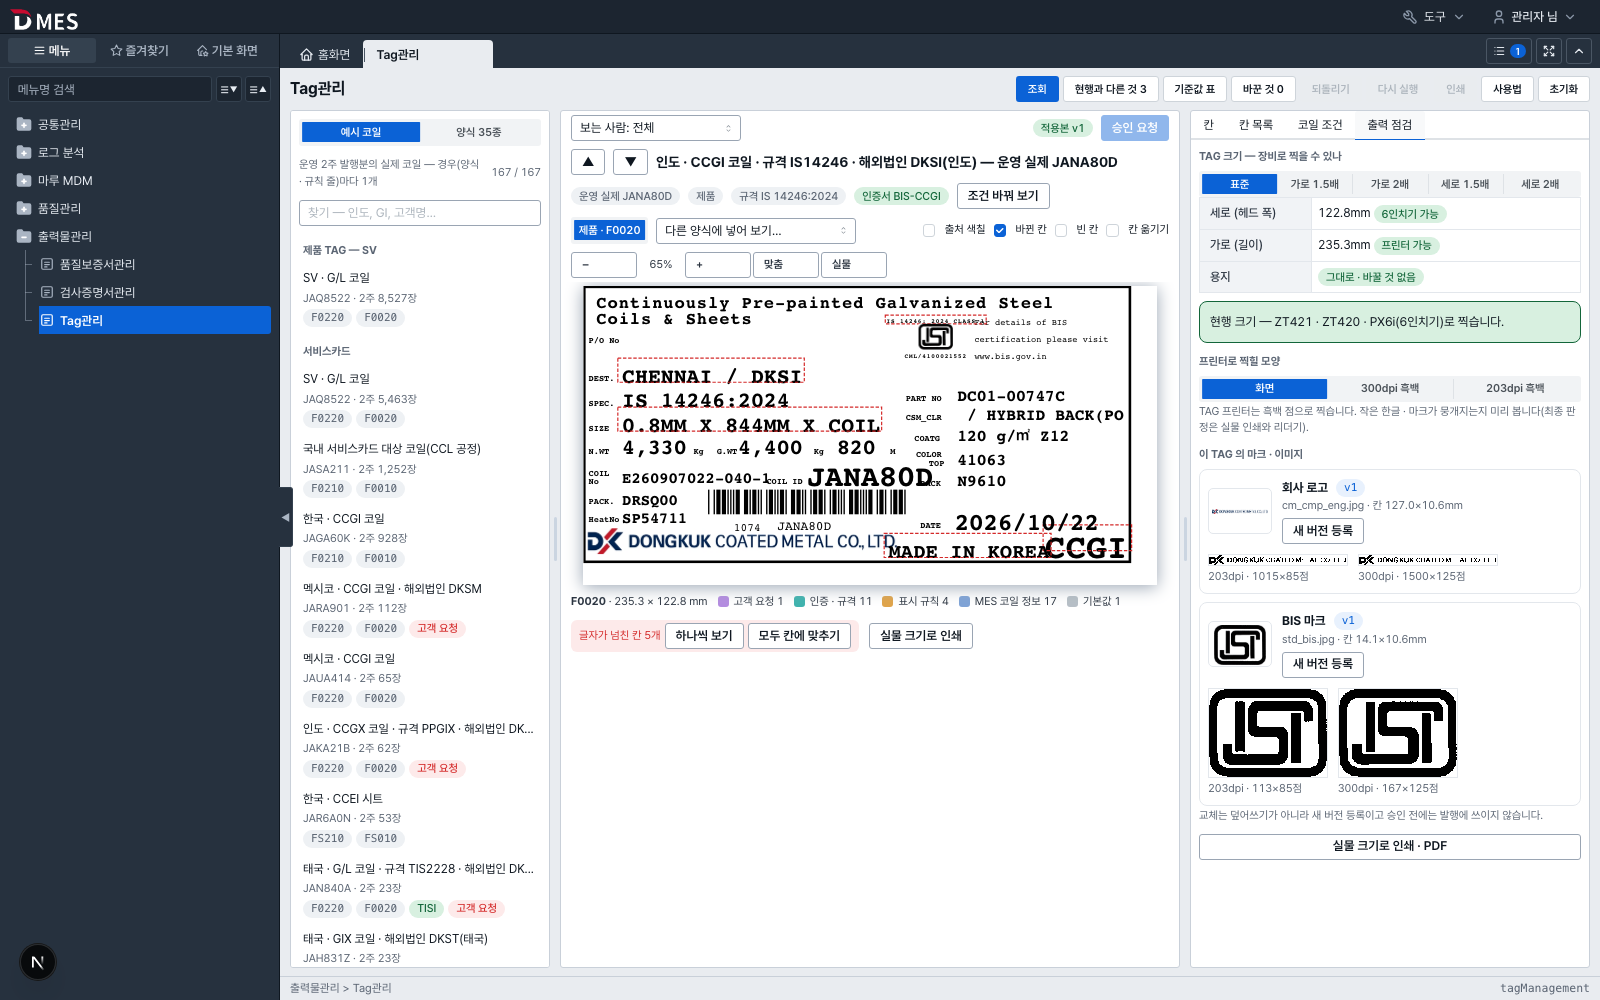 DMES
도구
관리자 님
메뉴
즐겨찾기
기본 화면
홈화면
Tag관리
1
메뉴명 검색
공통관리
로그 분석
마루 MDM
품질관리
출력물관리
품질보증서관리
검사증명서관리
Tag관리
Tag관리
조회
현행과 다른 것 3
기준값 표
바꾼 것 0
되돌리기
다시 실행
인쇄
사용법
초기화
예시 코일
양식 35종
운영 2주 발행분의 실제 코일 — 경우(양식 · 규칙 줄)마다 1개
167 / 167
찾기 — 인도, GI, 고객명...
제품 TAG — SV
SV · G/L 코일
JAQ8522 · 2주 8,527장
F0220 F0020
서비스카드
SV · G/L 코일
JAQ8522 · 2주 5,463장
F0220 F0020
국내 서비스카드 대상 코일(CCL 공정)
JASA211 · 2주 1,252장
F0210 F0010
한국 · CCGI 코일
JAGA60K · 2주 928장
F0210 F0010
멕시코 · CCGI 코일 · 해외법인 DKSM
JARA901 · 2주 112장
F0220 F0020 고객 요청
멕시코 · CCGI 코일
JAUA414 · 2주 65장
F0220 F0020
인도 · CCGX 코일 · 규격 PPGIX · 해외법인 DK...
JAKA21B · 2주 62장
F0220 F0020 고객 요청
한국 · CCEI 시트
JAR6A0N · 2주 53장
FS210 FS010
태국 · G/L 코일 · 규격 TIS2228 · 해외법인 DK...
JAN840A · 2주 23장
F0220 F0020 TISI 고객 요청
태국 · GIX 코일 · 해외법인 DKST(태국)
JAH831Z · 2주 23장
보는 사람: 전체
적용본 v1
승인 요청
▲ ▼ 인도 · CCGI 코일 · 규격 IS14246 · 해외법인 DKSI(인도) — 운영 실제 JANA80D
운영 실제 JANA80D
제품
규격 IS 14246:2024
인증서 BIS-CCGI
조건 바꿔 보기
제품 · F0020
다른 양식에 넣어 보기...
출처 색칠
바뀐 칸
빈 칸
칸 옮기기
− 65% + 맞춤 실물
Continuously Pre-painted Galvanized Steel
Coils & Sheets
For details of BIS
certification please visit
www.bis.gov.in
CML/4100021552
P/O No
DEST. CHENNAI / DKSI
SPEC. IS 14246:2024
SIZE 0.8MM X 844MM X COIL
N.WT 4,330 Kg G.WT 4,400 Kg 820 M
COIL No E260907022-040-1 COIL ID JANA80D
PACK. DRSQ00
HeatNo SP54711
1074 JANA80D
PART NO DC01-00747C
CSM_CLR / HYBRID BACK(PO
COATG 120 g/㎡ Z12
COLOR TOP 41063
N9610
DATE 2026/10/22
DK DONGKUK COATED METAL CO., LTD.
MADE IN KOREA
CCGI
F0020 · 235.3 × 122.8 mm
고객 요청 1
인증 · 규격 11
표시 규칙 4
MES 코일 정보 17
기본값 1
글자가 넘친 칸 5개
하나씩 보기
모두 칸에 맞추기
실물 크기로 인쇄
칸
칸 목록
코일 조건
출력 점검
TAG 크기 — 장비로 찍을 수 있나
표준
가로 1.5배
가로 2배
세로 1.5배
세로 2배
세로 (헤드 폭) 122.8mm 6인치기 가능
가로 (길이) 235.3mm 프린터 가능
용지 그대로 · 바꿀 것 없음
현행 크기 — ZT421 · ZT420 · PX6i(6인치기)로 찍습니다.
프린터로 찍힐 모양
화면
300dpi 흑백
203dpi 흑백
TAG 프린터는 흑백 점으로 찍습니다. 작은 한글 · 마크가 뭉개지는지 미리 봅니다(최종 판정은 실물 인쇄와 리더기).
이 TAG 의 마크 · 이미지
회사 로고 v1
cm_cmp_eng.jpg · 칸 127.0×10.6mm
새 버전 등록
203dpi · 1015×85점
300dpi · 1500×125점
BIS 마크 v1
std_bis.jpg · 칸 14.1×10.6mm
새 버전 등록
203dpi · 113×85점
300dpi · 167×125점
교체는 덮어쓰기가 아니라 새 버전 등록이고 승인 전에는 발행에 쓰이지 않습니다.
실물 크기로 인쇄 · PDF
N
출력물관리 > Tag관리
tagManagement